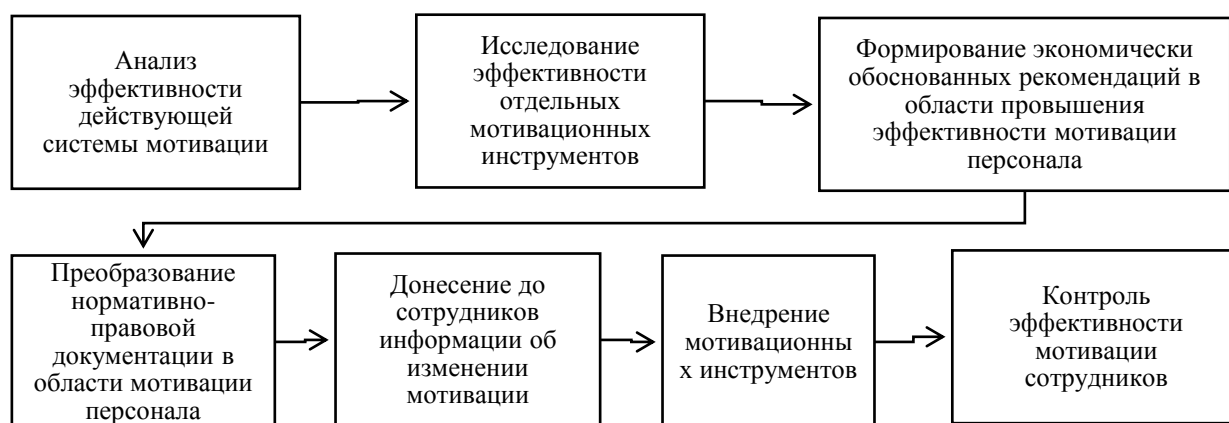 Анализ
эффективности
действующей
системы мотивации
Исследование
эффективности
отдельных
мотивационных
инструментов
Формирование экономически
обоснованных рекомендаций в
области провышения
эффективности мотивации
персонала
Преобразование
нормативно-
правовой
документации в
области мотивации
персонала
Донесение до
сотрудников
информации об
изменении
мотивации
Внедрение
мотивационны
х инструментов
Контроль
эффективности
мотивации
сотрудников